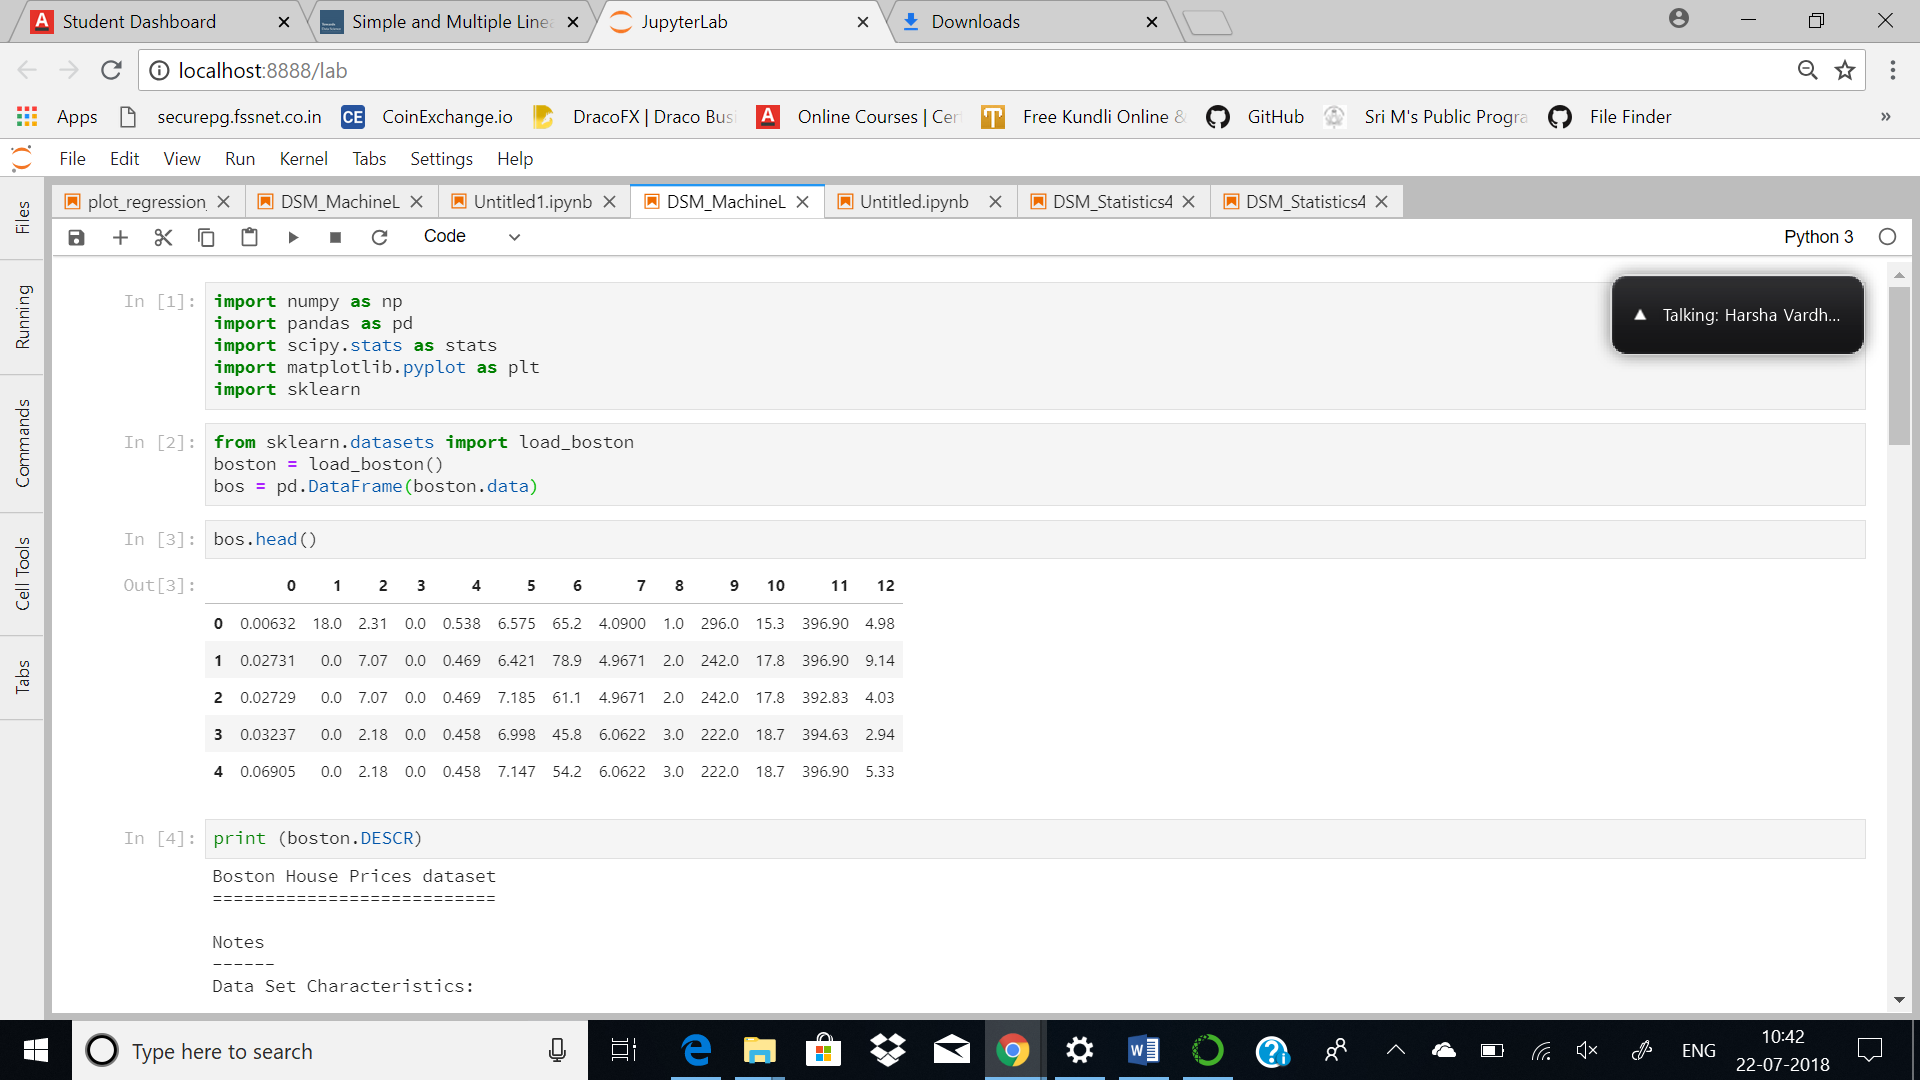 Student Dashboard
Simple and Multiple Line
JupyterLab
Downloads
localhost:8888/lab
Apps
securepg.fssnet.co.in
CE CoinExchange.io
DracoFX | Draco Busi
Online Courses | Cer
Free Kundli Online &
GitHub
Sri M's Public Progra
File Finder
»
File Edit View Run Kernel Tabs Settings Help
Files
Running
Commands
Cell Tools
Tabs
plot_regression_
DSM_MachineL
Untitled1.ipynb
DSM_MachineL
Untitled.ipynb
DSM_Statistics4
DSM_Statistics4
Code
Python 3
Talking: Harsha Vardh...
In [1]:
import numpy as np
import pandas as pd
import scipy.stats as stats
import matplotlib.pyplot as plt
import sklearn
In [2]:
from sklearn.datasets import load_boston
boston = load_boston()
bos = pd.DataFrame(boston.data)
In [3]:
bos.head()
Out[3]:
0 1 2 3 4 5 6 7 8 9 10 11 12
0 0.00632 18.0 2.31 0.0 0.538 6.575 65.2 4.0900 1.0 296.0 15.3 396.90 4.98
1 0.02731 0.0 7.07 0.0 0.469 6.421 78.9 4.9671 2.0 242.0 17.8 396.90 9.14
2 0.02729 0.0 7.07 0.0 0.469 7.185 61.1 4.9671 2.0 242.0 17.8 392.83 4.03
3 0.03237 0.0 2.18 0.0 0.458 6.998 45.8 6.0622 3.0 222.0 18.7 394.63 2.94
4 0.06905 0.0 2.18 0.0 0.458 7.147 54.2 6.0622 3.0 222.0 18.7 396.90 5.33
In [4]:
print (boston.DESCR)
Boston House Prices dataset
===========================
Notes
------
Data Set Characteristics:
Type here to search
ENG
10:42
22-07-2018